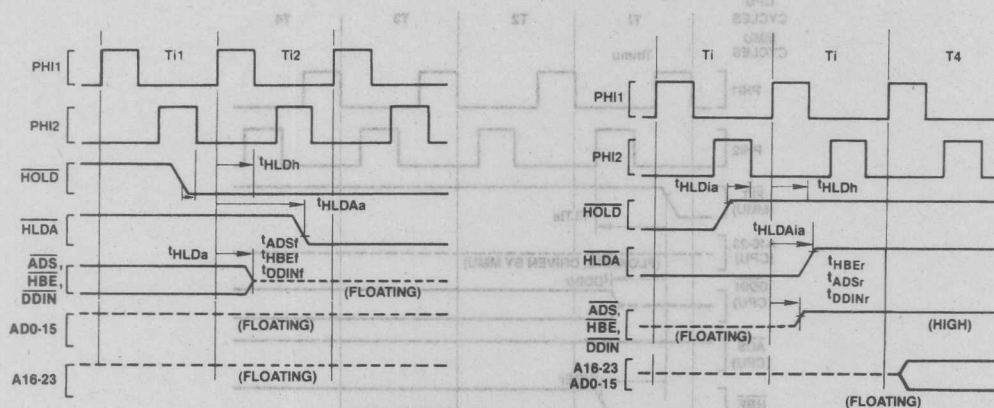 Ti1 Ti2
PHI1
PHI2
HOLD
tHLDh
tHLDAa
HLDA
tHLDa
tADSf
tHBEf
tDDINf
ADS,
HBE,
DDIN
(FLOATING)
AD0-15
(FLOATING)
A16-23
(FLOATING)
Ti Ti T4
PHI1
PHI2
tHLDia
tHLDh
HOLD
tHLDAia
HLDA
tHBEr
tADSr
tDDINr
ADS,
HBE,
DDIN
(FLOATING)
(HIGH)
A16-23
AD0-15
(FLOATING)